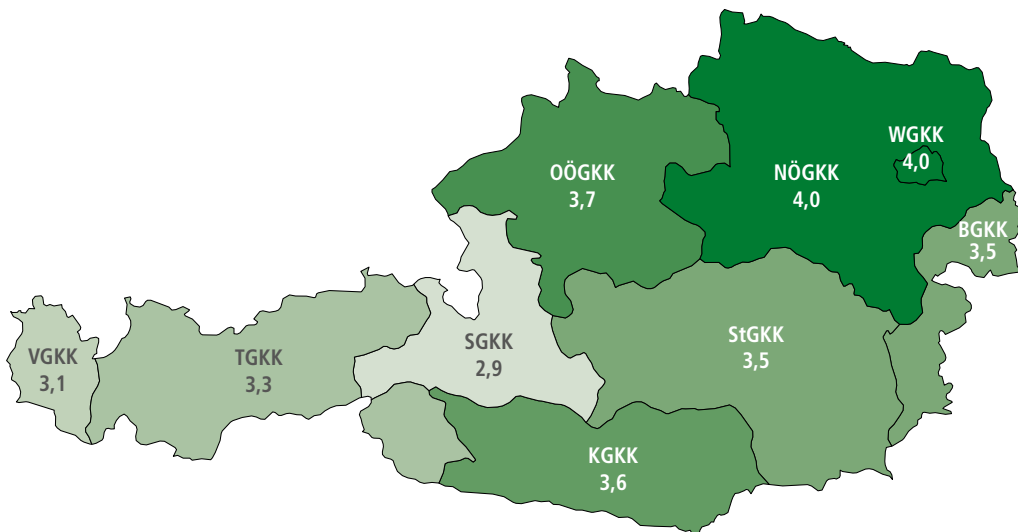 WGKK
4,0
OÖGKK
3,7
NÖGKK
4,0
BGKK
3,5
StGKK
3,5
SGKK
2,9
VGKK
3,1
TGKK
3,3
KGKK
3,6